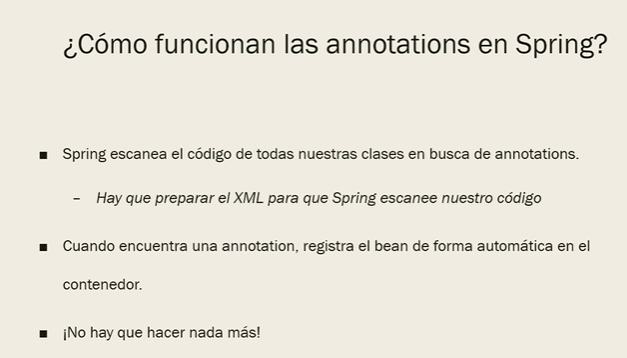 ¿Cómo funcionan las annotations en Spring?
▪ Spring escanea el código de todas nuestras clases en busca de annotations.
– Hay que preparar el XML para que Spring escanee nuestro código
▪ Cuando encuentra una annotation, registra el bean de forma automática en el
contenedor.
▪ ¡No hay que hacer nada más!